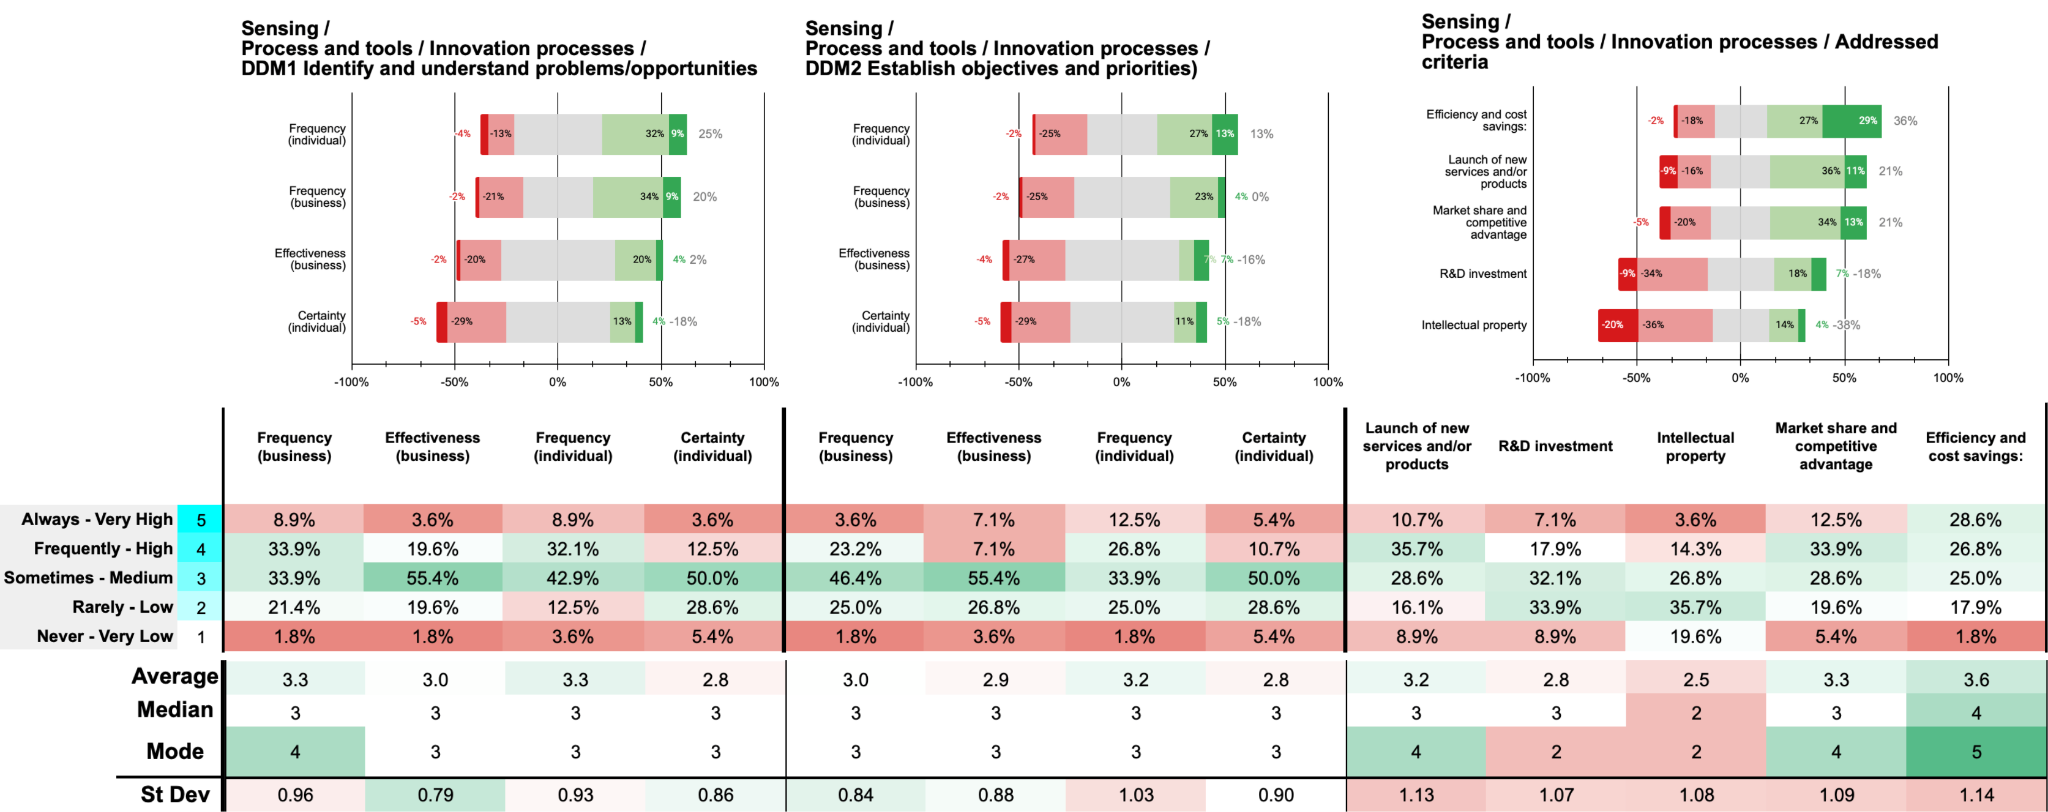 Sensing /
Process and tools / Innovation processes /
DDM1 Identify and understand problems/opportunities
Frequency
(individual)
-4% -13% 32% 9% 25%
Frequency
(business)
-2% -21% 34% 9% 20%
Effectiveness
(business)
-2% -20% 20% 4% 2%
Certainty
(individual)
-5% -29% 13% 4% -18%
-100% -50% 0% 50% 100%
Sensing /
Process and tools / Innovation processes /
DDM2 Establish objectives and priorities)
Frequency
(individual)
-2% -25% 27% 13% 13%
Frequency
(business)
-2% -25% 23% 4% 0%
Effectiveness
(business)
-4% -27% 7% 7% -16%
Certainty
(individual)
-5% -29% 11% 5% -18%
-100% -50% 0% 50% 100%
Sensing /
Process and tools / Innovation processes / Addressed
criteria
Efficiency and cost
savings:
-2% -18% 27% 29% 36%
Launch of new
services and/or
products
-9% -16% 36% 11% 21%
Market share and
competitive
advantage
-5% -20% 34% 13% 21%
R&D investment
-9% -34% 18% 7% -18%
Intellectual property
-20% -36% 14% 4% -38%
-100% -50% 0% 50% 100%
Frequency
(business)
Effectiveness
(business)
Frequency
(individual)
Certainty
(individual)
Frequency
(business)
Effectiveness
(business)
Frequency
(individual)
Certainty
(individual)
Launch of new
services and/or
products
R&D investment
Intellectual
property
Market share and
competitive
advantage
Efficiency and
cost savings:
Always - Very High 5 8.9% 3.6% 8.9% 3.6% 3.6% 7.1% 12.5% 5.4% 10.7% 7.1% 3.6% 12.5% 28.6%
Frequently - High 4 33.9% 19.6% 32.1% 12.5% 23.2% 7.1% 26.8% 10.7% 35.7% 17.9% 14.3% 33.9% 26.8%
Sometimes - Medium 3 33.9% 55.4% 42.9% 50.0% 46.4% 55.4% 33.9% 50.0% 28.6% 32.1% 26.8% 28.6% 25.0%
Rarely - Low 2 21.4% 19.6% 12.5% 28.6% 25.0% 26.8% 25.0% 28.6% 16.1% 33.9% 35.7% 19.6% 17.9%
Never - Very Low 1 1.8% 1.8% 3.6% 5.4% 1.8% 3.6% 1.8% 5.4% 8.9% 8.9% 19.6% 5.4% 1.8%
Average 3.3 3.0 3.3 2.8 3.0 2.9 3.2 2.8 3.2 2.8 2.5 3.3 3.6
Median 3 3 3 3 3 3 3 3 3 3 2 3 4
Mode 4 3 3 3 3 3 3 3 4 2 2 4 5
St Dev 0.96 0.79 0.93 0.86 0.84 0.88 1.03 0.90 1.13 1.07 1.08 1.09 1.14